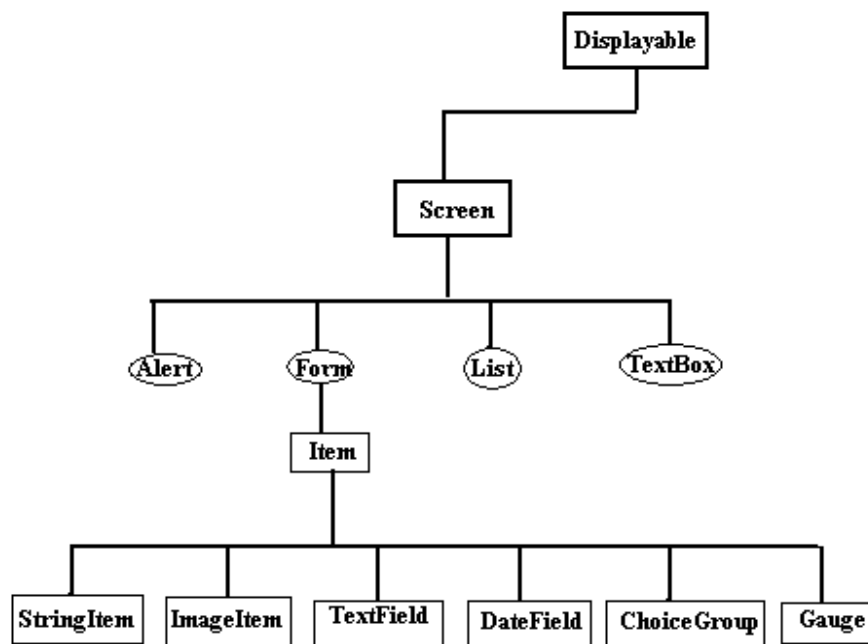 Displayable
Screen
Alert
Form
List
TextBox
Item
StringItem
ImageItem
TextField
DateField
ChoiceGroup
Gauge